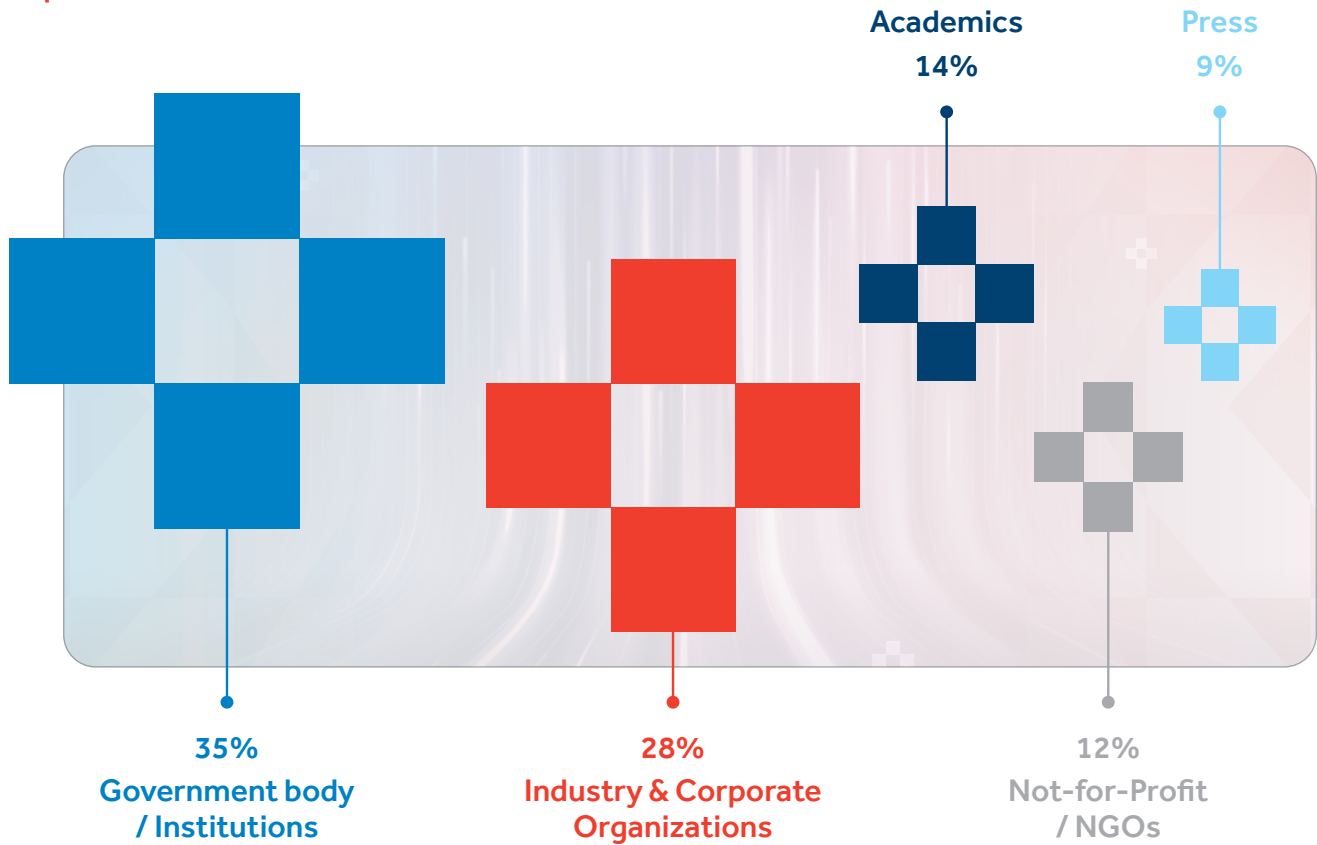 Academics
14%
Press
9%
35%
Government body
/ Institutions
28%
Industry & Corporate
Organizations
12%
Not-for-Profit
/ NGOs